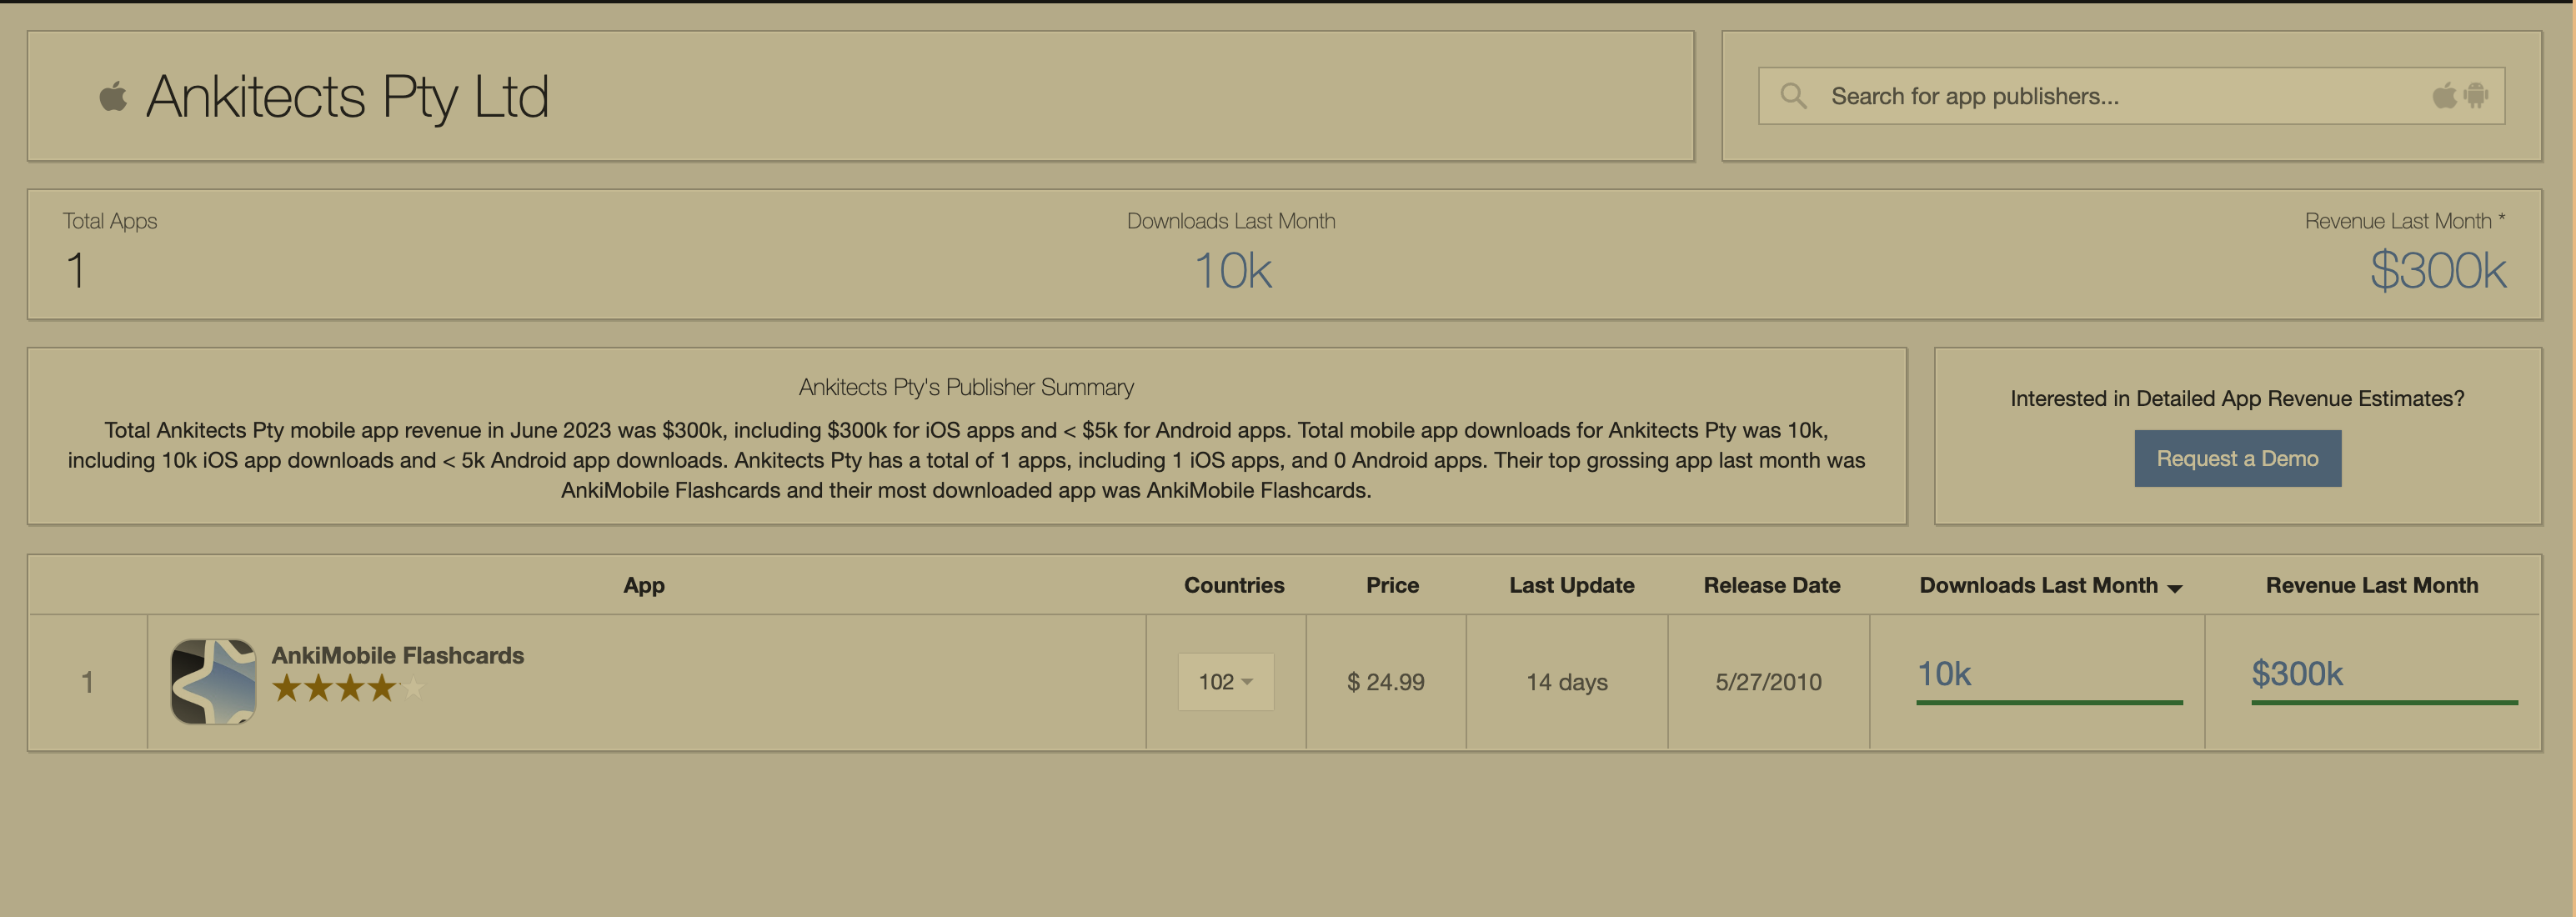 Ankitects Pty Ltd
Search for app publishers...
Total Apps
1
Downloads Last Month
10k
Revenue Last Month *
$300k
Ankitects Pty's Publisher Summary
Total Ankitects Pty mobile app revenue in June 2023 was $300k, including $300k for iOS apps and < $5k for Android apps. Total mobile app downloads for Ankitects Pty was 10k,
including 10k iOS app downloads and < 5k Android app downloads. Ankitects Pty has a total of 1 apps, including 1 iOS apps, and 0 Android apps. Their top grossing app last month was
AnkiMobile Flashcards and their most downloaded app was AnkiMobile Flashcards.
Interested in Detailed App Revenue Estimates?
Request a Demo
App Countries Price Last Update Release Date Downloads Last Month Revenue Last Month
1 AnkiMobile Flashcards 102 $ 24.99 14 days 5/27/2010 10k $300k